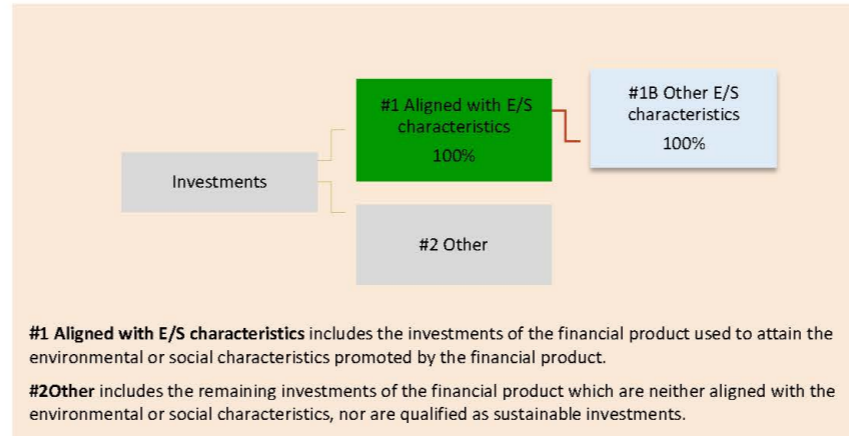 #1 Aligned with E/S
characteristics
100%
#1B Other E/S
characteristics
100%
Investments
#2 Other
#1 Aligned with E/S characteristics includes the investments of the financial product used to attain the
environmental or social characteristics promoted by the financial product.
#2Other includes the remaining investments of the financial product which are neither aligned with the
environmental or social characteristics, nor are qualified as sustainable investments.